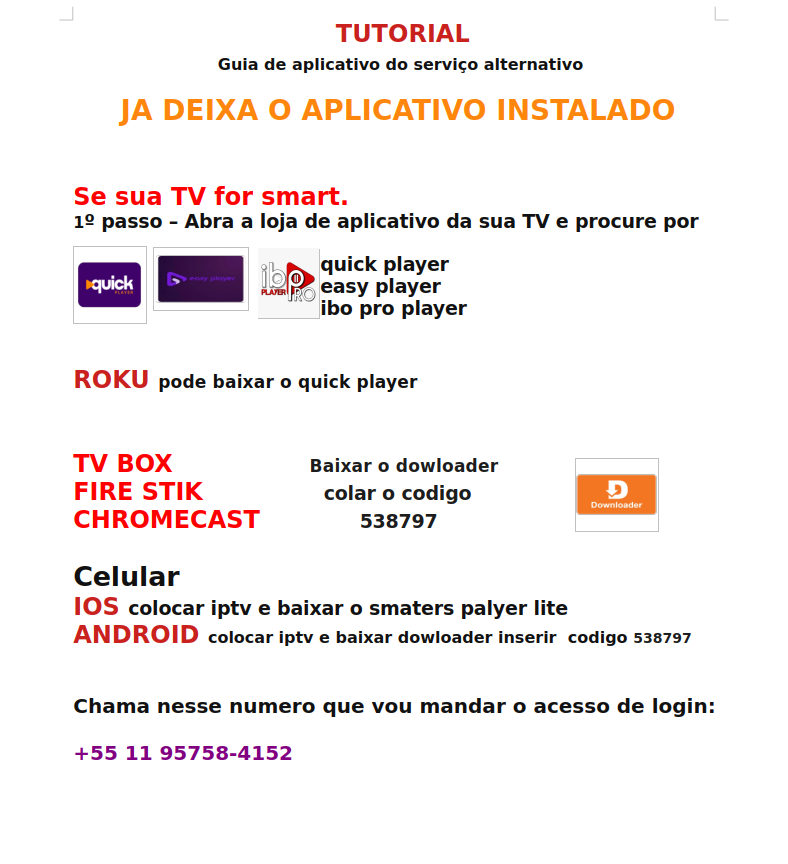 TUTORIAL
Guia de aplicativo do serviço alternativo
JA DEIXA O APLICATIVO INSTALADO
Se sua TV for smart.
1º passo – Abra a loja de aplicativo da sua TV e procure por
quick
PLAYER
easy player
ibo PRO
PLAYER
quick player
easy player
ibo pro player
ROKU pode baixar o quick player
TV BOX Baixar o dowloader
FIRE STIK colar o codigo
CHROMECAST 538797
Downloader
Celular
IOS colocar iptv e baixar o smaters palyer lite
ANDROID colocar iptv e baixar dowloader inserir codigo 538797
Chama nesse numero que vou mandar o acesso de login:
+55 11 95758-4152